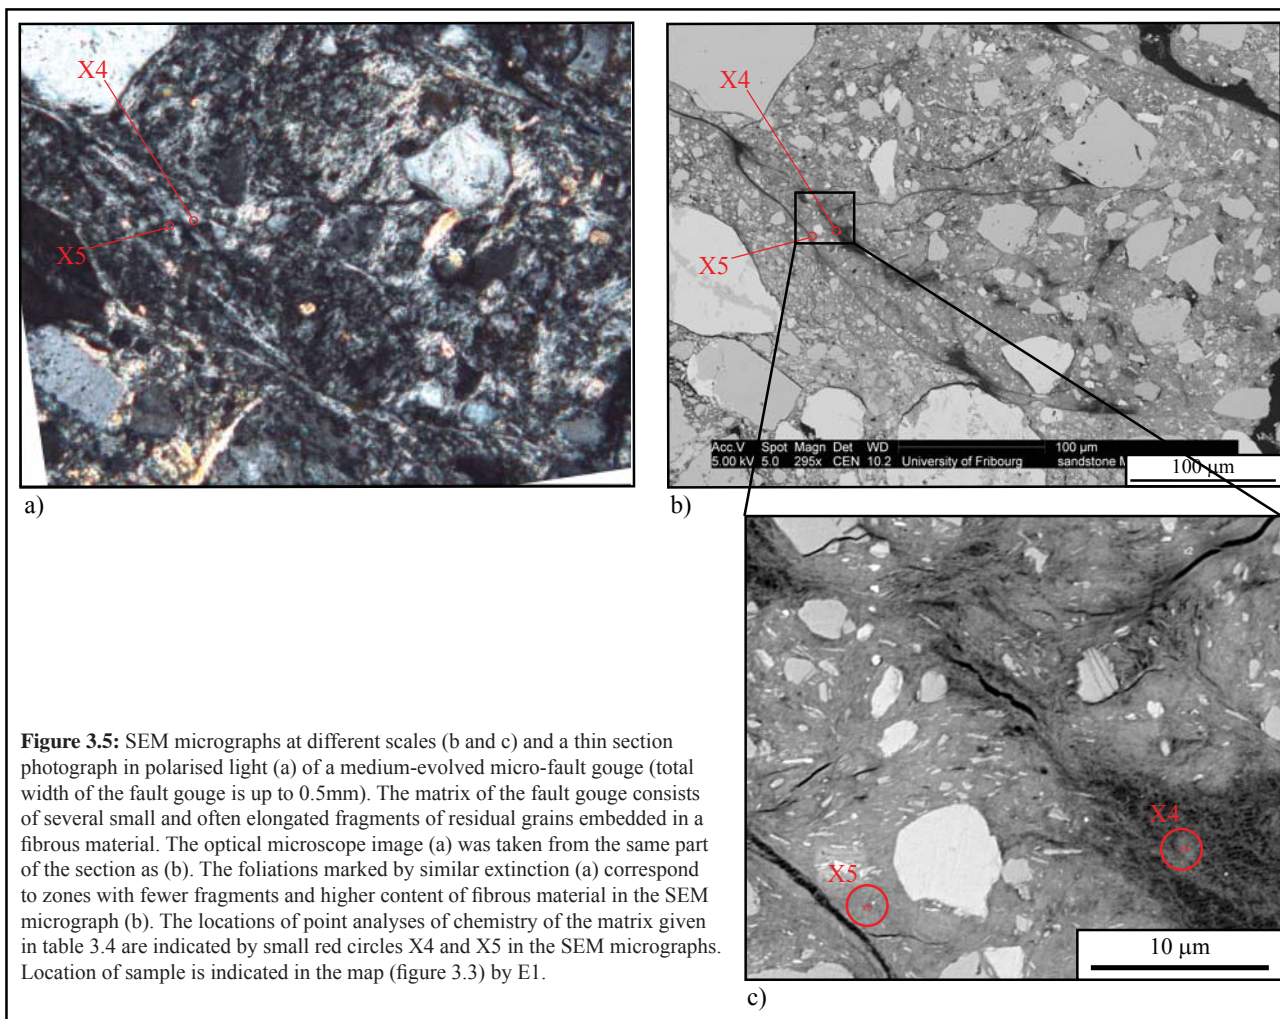 X4
X5
a)
X4
X5
Acc.V Spot Magn Det WD 100 µm
5.00 kV 5.0 295x CEN 10.2 University of Fribourg sandstone M
100 µm
b)
X4
X5
10 µm
c)
Figure 3.5: SEM micrographs at different scales (b and c) and a thin section
photograph in polarised light (a) of a medium-evolved micro-fault gouge (total
width of the fault gouge is up to 0.5mm). The matrix of the fault gouge consists
of several small and often elongated fragments of residual grains embedded in a
fibrous material. The optical microscope image (a) was taken from the same part
of the section as (b). The foliations marked by similar extinction (a) correspond
to zones with fewer fragments and higher content of fibrous material in the SEM
micrograph (b). The locations of point analyses of chemistry of the matrix given
in table 3.4 are indicated by small red circles X4 and X5 in the SEM micrographs.
Location of sample is indicated in the map (figure 3.3) by E1.